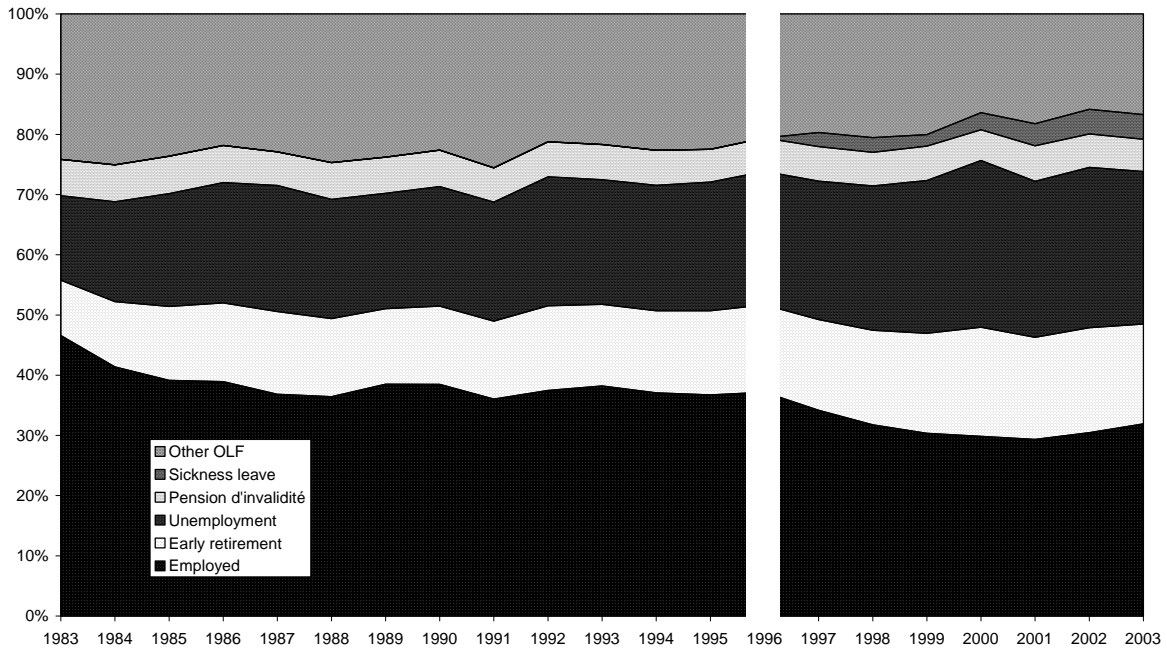 100%
90%
80%
70%
60%
50%
40%
30%
20%
10%
0%
Other OLF
Sickness leave
Pension d'invalidité
Unemployment
Early retirement
Employed
1983 1984 1985 1986 1987 1988 1989 1990 1991 1992 1993 1994 1995 1996 1997 1998 1999 2000 2001 2002 2003